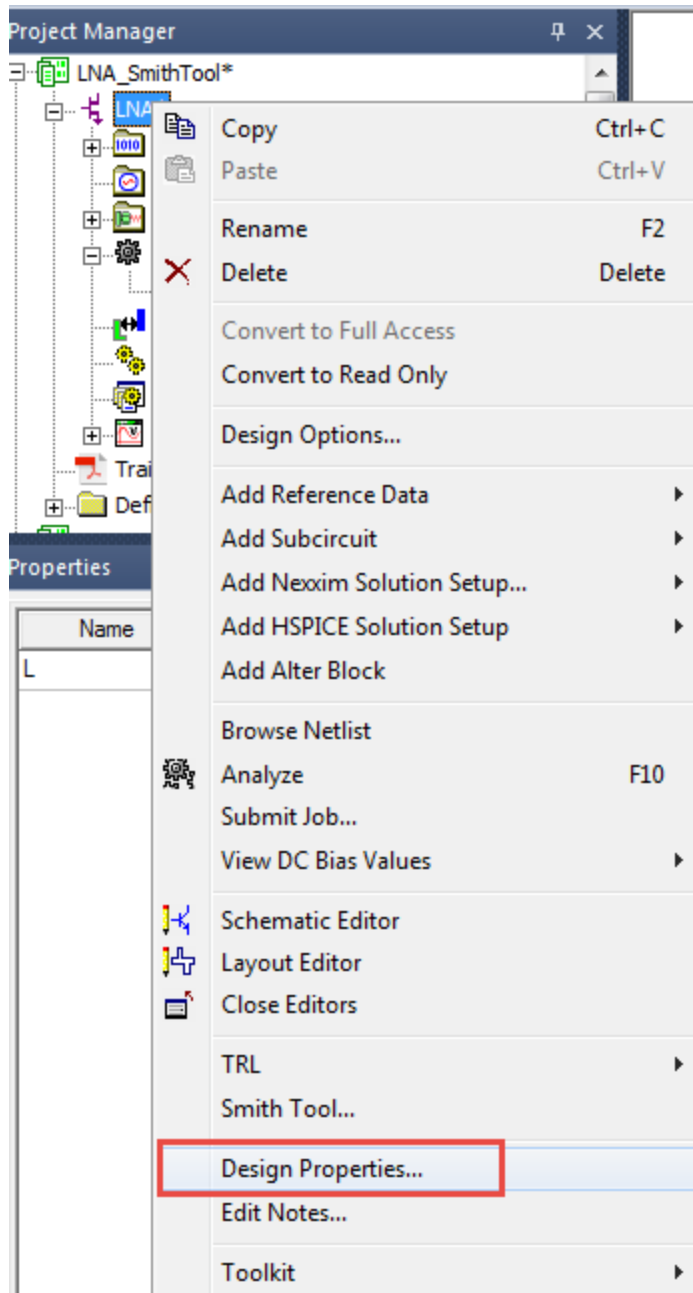 Project Manager
LNA_SmithTool*
LNA
Copy Ctrl+C
1010
Paste Ctrl+V
Rename F2
Delete Delete
Convert to Full Access
Convert to Read Only
Design Options...
Trai
Add Reference Data
Def
Add Subcircuit
Properties
Add Nexxim Solution Setup...
Name
Add HSPICE Solution Setup
L
Add Alter Block
Browse Netlist
Analyze F10
Submit Job...
View DC Bias Values
Schematic Editor
Layout Editor
Close Editors
TRL
Smith Tool...
Design Properties...
Edit Notes...
Toolkit